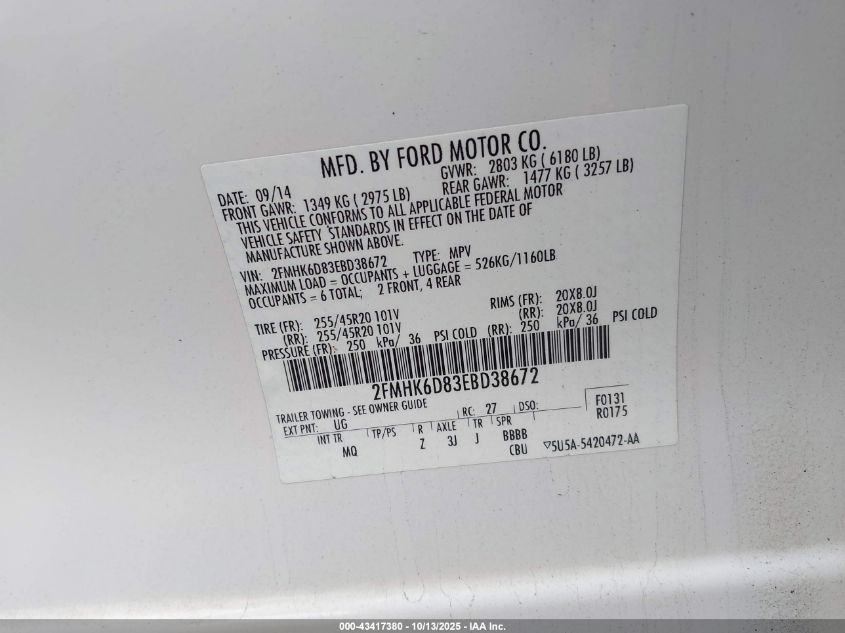 MFD. BY FORD MOTOR CO.
DATE: 09/14 GVWR: 2803 KG ( 6180 LB)
FRONT GAWR: 1349 KG ( 2975 LB) REAR GAWR: 1477 KG ( 3257 LB)
THIS VEHICLE CONFORMS TO ALL APPLICABLE FEDERAL MOTOR
VEHICLE SAFETY STANDARDS IN EFFECT ON THE DATE OF
MANUFACTURE SHOWN ABOVE.
VIN: 2FMHK6D83EBD38672 TYPE: MPV
MAXIMUM LOAD = OCCUPANTS + LUGGAGE = 526KG/1160LB
OCCUPANTS = 6 TOTAL; 2 FRONT, 4 REAR
TIRE (FR): 255/45R20 101V RIMS (FR): 20X8.0J
(RR): 255/45R20 101V (RR): 20X8.0J
PRESSURE (FR): 250 kPa/ 36 PSI COLD (RR): 250 kPa/ 36 PSI COLD
2FMHK6D83EBD38672
TRAILER TOWING - SEE OWNER GUIDE
EXT PNT: UG RC: 27 DSO: F0131
R0175
INT TR TP/PS R AXLE TR SPR
MQ Z 3J J BBBB
CBU ▽5U5A-5420472-AA
000-43417380 - 10/13/2025 - IAA Inc.